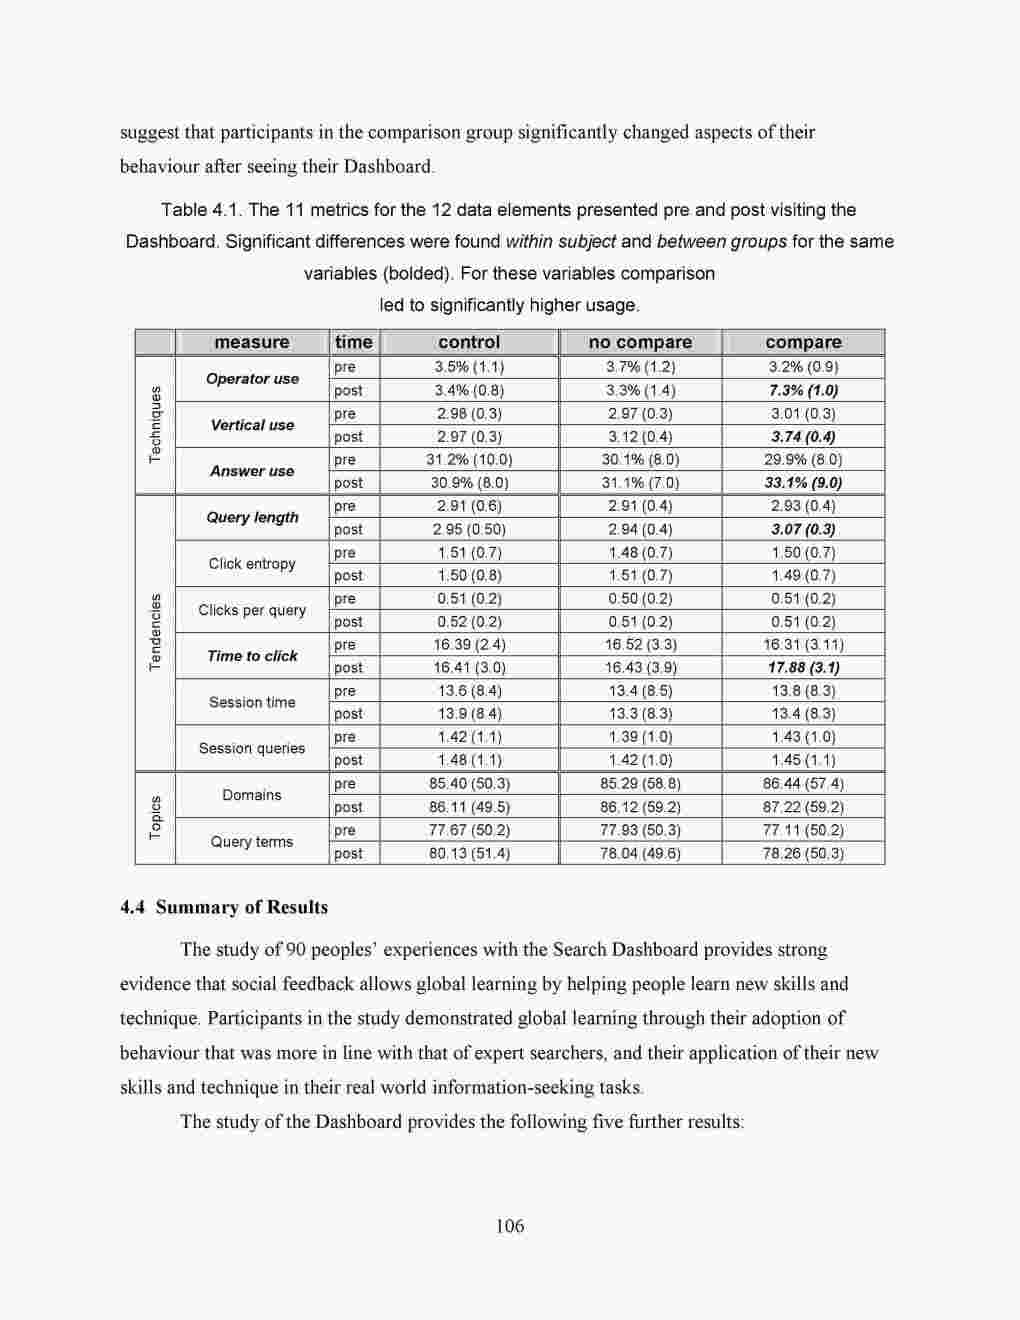 suggest that participants in the comparison group significantly changed aspects of their
behaviour after seeing their Dashboard.
Table 4.1. The 11 metrics for the 12 data elements presented pre and post visiting the
Dashboard. Significant differences were found within subject and between groups for the same
variables (bolded). For these variables comparison
led to significantly higher usage.
measure time control no compare compare
Techniques
Operator use
pre 3.5% (1.1) 3.7% (1.2) 3.2% (0.9)
post 3.4% (0.8) 3.3% (1.4) 7.3% (1.0)
Vertical use
pre 2.98 (0.3) 2.97 (0.3) 3.01 (0.3)
post 2.97 (0.3) 3.12 (0.4) 3.74 (0.4)
Answer use
pre 31.2% (10.0) 30.1% (8.0) 29.9% (8.0)
post 30.9% (8.0) 31.1% (7.0) 33.1% (9.0)
Tendencies
Query length
pre 2.91 (0.6) 2.91 (0.4) 2.93 (0.4)
post 2.95 (0.50) 2.94 (0.4) 3.07 (0.3)
Click entropy
pre 1.51 (0.7) 1.48 (0.7) 1.50 (0.7)
post 1.50 (0.8) 1.51 (0.7) 1.49 (0.7)
Clicks per query
pre 0.51 (0.2) 0.50 (0.2) 0.51 (0.2)
post 0.52 (0.2) 0.51 (0.2) 0.51 (0.2)
Time to click
pre 16.39 (2.4) 16.52 (3.3) 16.31 (3.11)
post 16.41 (3.0) 16.43 (3.9) 17.88 (3.1)
Session time
pre 13.6 (8.4) 13.4 (8.5) 13.8 (8.3)
post 13.9 (8.4) 13.3 (8.3) 13.4 (8.3)
Session queries
pre 1.42 (1.1) 1.39 (1.0) 1.43 (1.0)
post 1.48 (1.1) 1.42 (1.0) 1.45 (1.1)
Topics
Domains
pre 85.40 (50.3) 85.29 (58.8) 86.44 (57.4)
post 86.11 (49.5) 86.12 (59.2) 87.22 (59.2)
Query terms
pre 77.67 (50.2) 77.93 (50.3) 77.11 (50.2)
post 80.13 (51.4) 78.04 (49.6) 78.26 (50.3)
4.4 Summary of Results
The study of 90 peoples’ experiences with the Search Dashboard provides strong
evidence that social feedback allows global learning by helping people learn new skills and
technique. Participants in the study demonstrated global learning through their adoption of
behaviour that was more in line with that of expert searchers, and their application of their new
skills and technique in their real world information-seeking tasks.
The study of the Dashboard provides the following five further results:
106